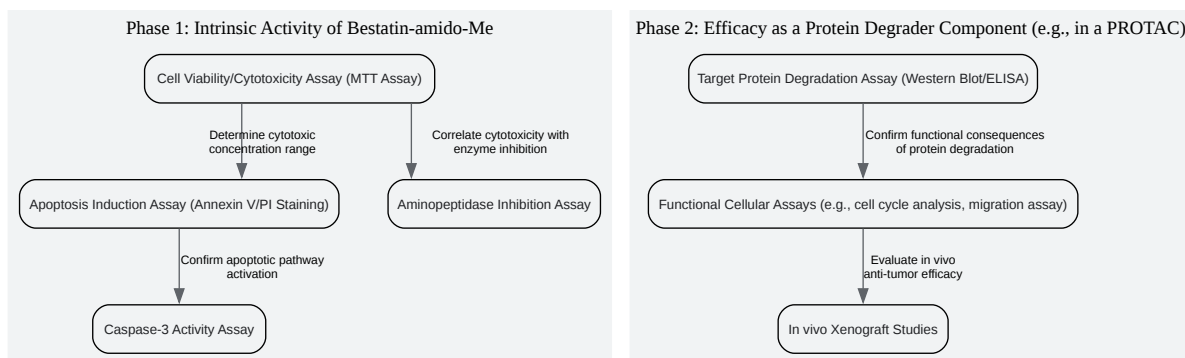 Phase 1: Intrinsic Activity of Bestatin-amido-Me
Cell Viability/Cytotoxicity Assay (MTT Assay)
Determine cytotoxic
concentration range
Correlate cytotoxicity with
enzyme inhibition
Apoptosis Induction Assay (Annexin V/PI Staining)
Aminopeptidase Inhibition Assay
Confirm apoptotic pathway
activation
Caspase-3 Activity Assay
Phase 2: Efficacy as a Protein Degrader Component (e.g., in a PROTAC)
Target Protein Degradation Assay (Western Blot/ELISA)
Confirm functional consequences
of protein degradation
Functional Cellular Assays (e.g., cell cycle analysis, migration assay)
Evaluate in vivo
anti-tumor efficacy
In vivo Xenograft Studies